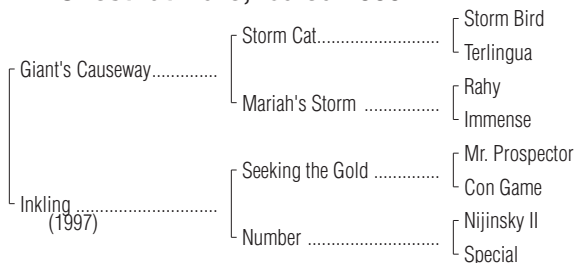 Storm Bird
Storm Cat
Terlingua
Giant's Causeway
Rahy
Mariah's Storm
Immense
Mr. Prospector
Seeking the Gold
Con Game
Inkling
(1997)
Nijinsky II
Number
Special